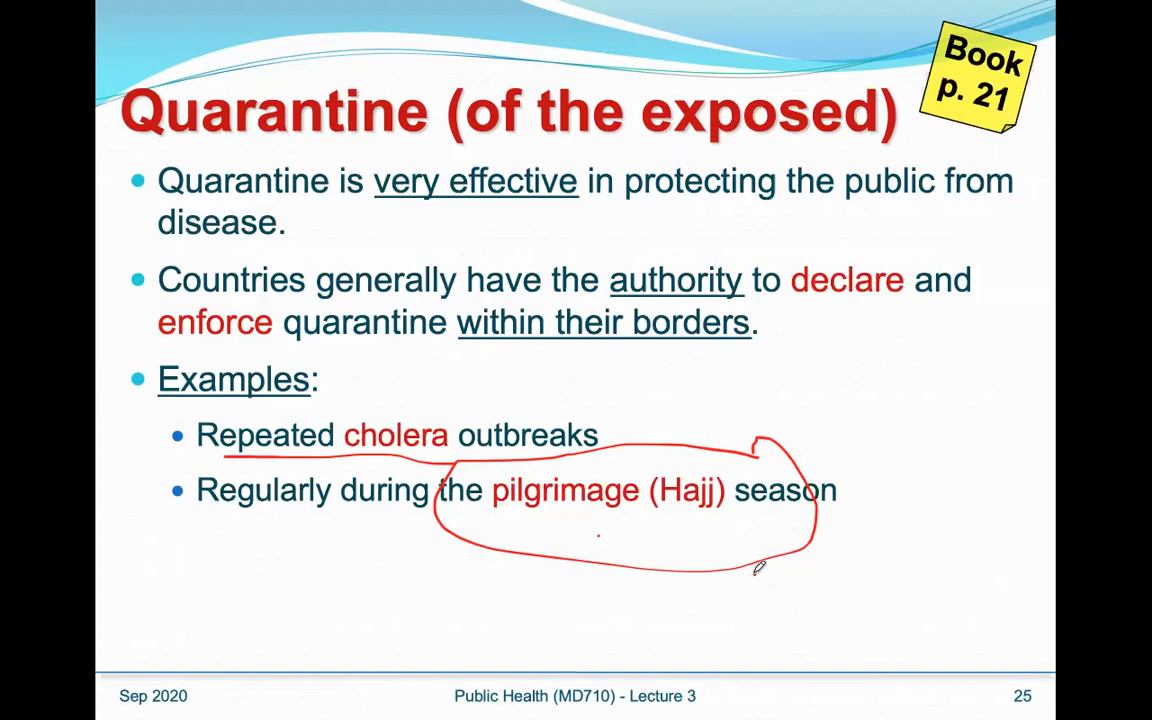 Book
p. 21
Quarantine (of the exposed)
• Quarantine is very effective in protecting the public from
disease.
• Countries generally have the authority to declare and
enforce quarantine within their borders.
• Examples:
• Repeated cholera outbreaks
• Regularly during the pilgrimage (Hajj) season
Sep 2020
Public Health (MD710) - Lecture 3
25